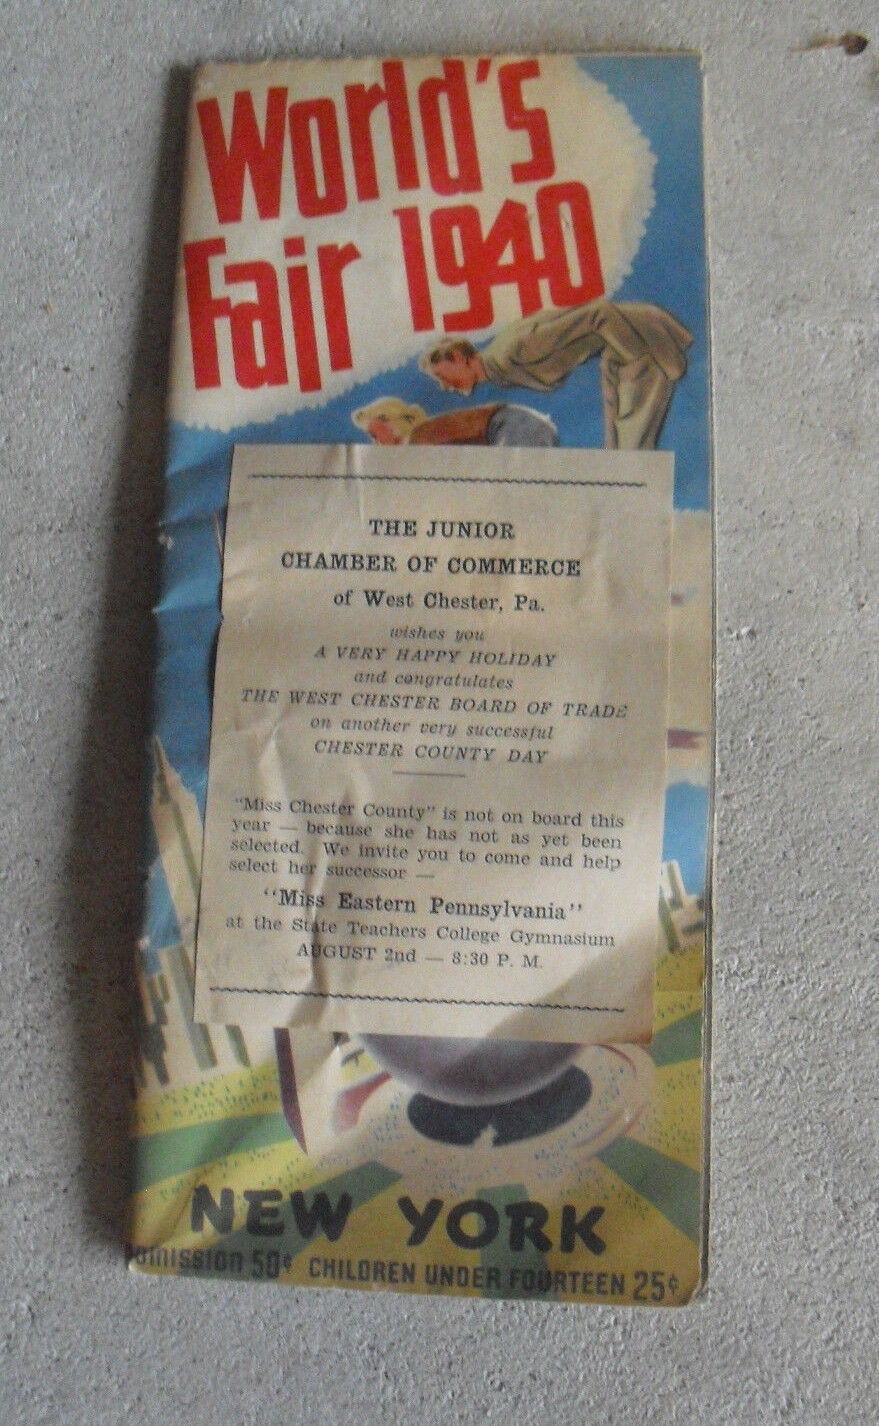 World's
Fair 1940
THE JUNIOR
CHAMBER OF COMMERCE
of West Chester, Pa.
wishes you
A VERY HAPPY HOLIDAY
and congratulates
THE WEST CHESTER BOARD OF TRADE
on another very successful
CHESTER COUNTY DAY
"Miss Chester County" is not on board this
year — because she has not as yet been
selected. We invite you to come and help
select her successor —
"Miss Eastern Pennsylvania"
at the State Teachers College Gymnasium
AUGUST 2nd — 8:30 P. M.
NEW YORK
Admission 50¢ CHILDREN UNDER FOURTEEN 25¢